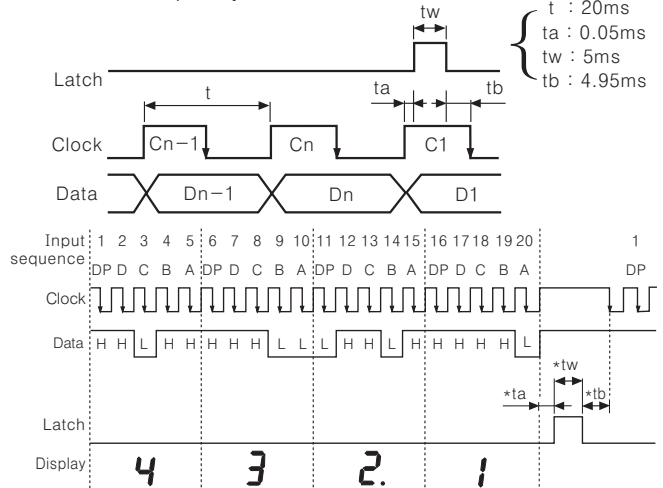 tw
t : 20ms
ta : 0.05ms
tw : 5ms
tb : 4.95ms
Latch
t
ta
tb
Clock
Cn-1
Cn
C1
Data
Dn-1
Dn
D1
Input sequence
1 2 3 4 5 6 7 8 9 10 11 12 13 14 15 16 17 18 19 20 1
DP D C B A DP D C B A DP D C B A DP D C B A DP
Clock
Data
H H L H H H H H L L L H H L H H H H H L
*tw
*ta
*tb
Latch
Display
4 3 2. 1